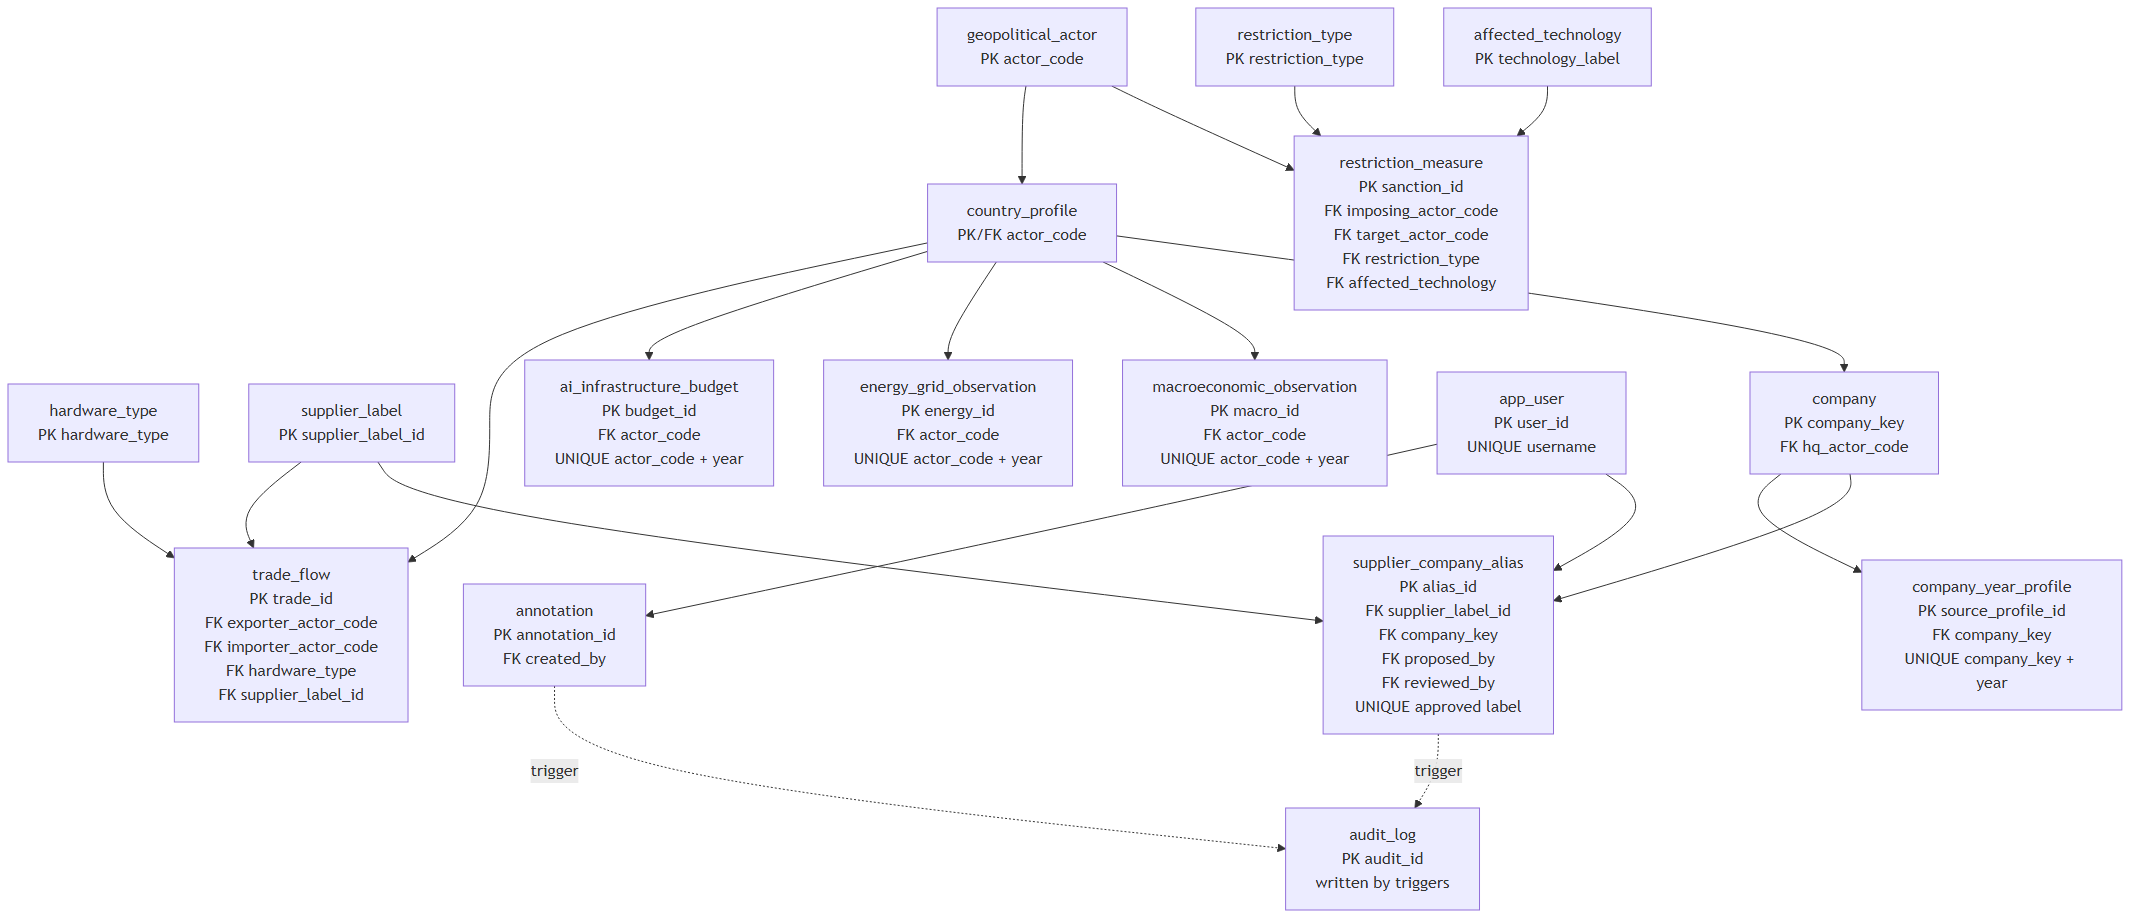 geopolitical_actor
PK actor_code
restriction_type
PK restriction_type
affected_technology
PK technology_label
restriction_measure
PK sanction_id
FK imposing_actor_code
FK target_actor_code
FK restriction_type
FK affected_technology
country_profile
PK/FK actor_code
hardware_type
PK hardware_type
supplier_label
PK supplier_label_id
ai_infrastructure_budget
PK budget_id
FK actor_code
UNIQUE actor_code + year
energy_grid_observation
PK energy_id
FK actor_code
UNIQUE actor_code + year
macroeconomic_observation
PK macro_id
FK actor_code
UNIQUE actor_code + year
app_user
PK user_id
UNIQUE username
company
PK company_key
FK hq_actor_code
trade_flow
PK trade_id
FK exporter_actor_code
FK importer_actor_code
FK hardware_type
FK supplier_label_id
annotation
PK annotation_id
FK created_by
supplier_company_alias
PK alias_id
FK supplier_label_id
FK company_key
FK proposed_by
FK reviewed_by
UNIQUE approved label
company_year_profile
PK source_profile_id
FK company_key
UNIQUE company_key +
year
trigger
trigger
audit_log
PK audit_id
written by triggers